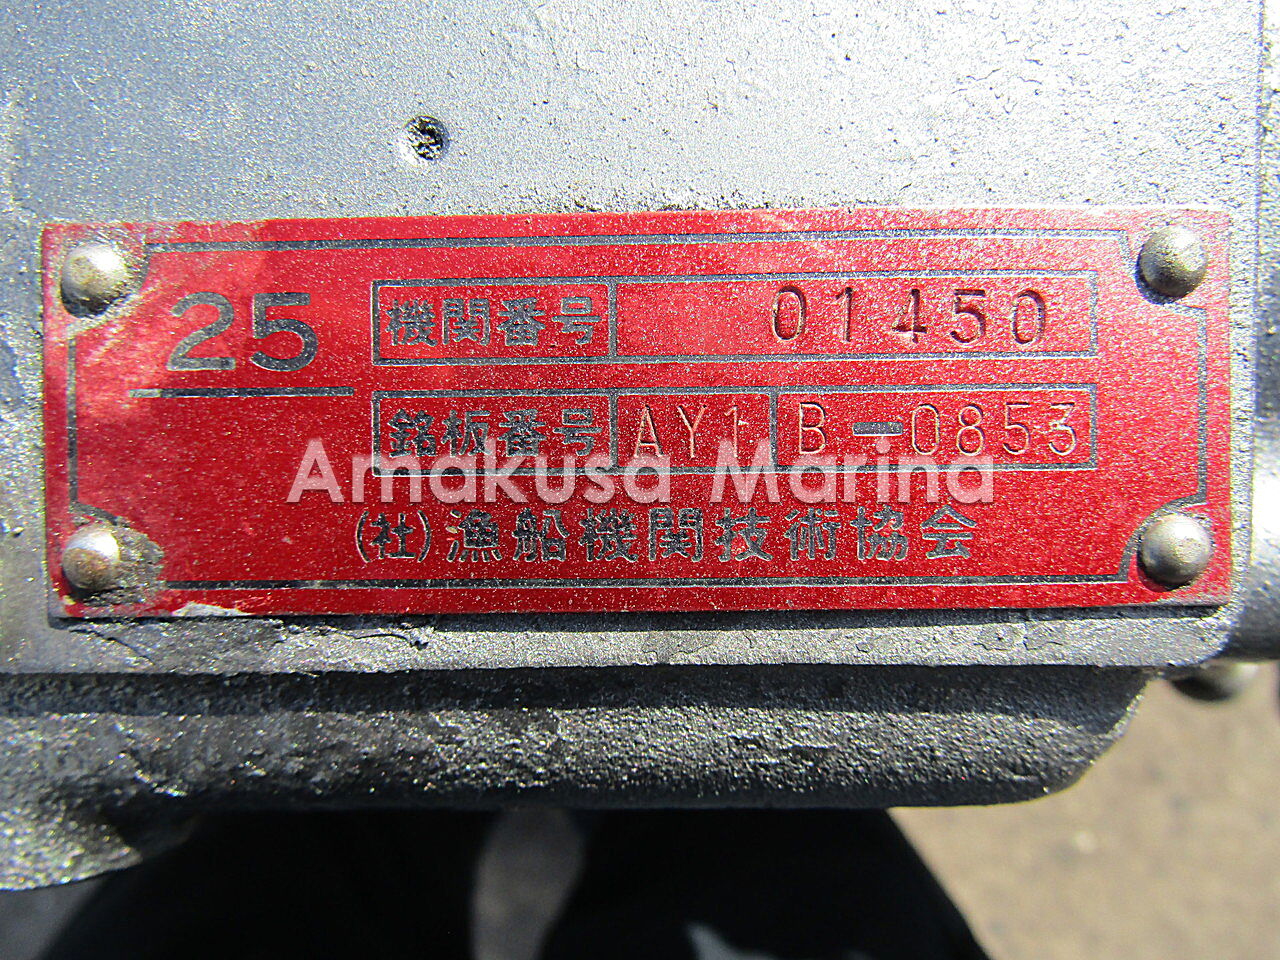 25
機関番号 01450
銘板番号 AY1 B-0853
Amakusa Marina
(社)漁船機関技術協会